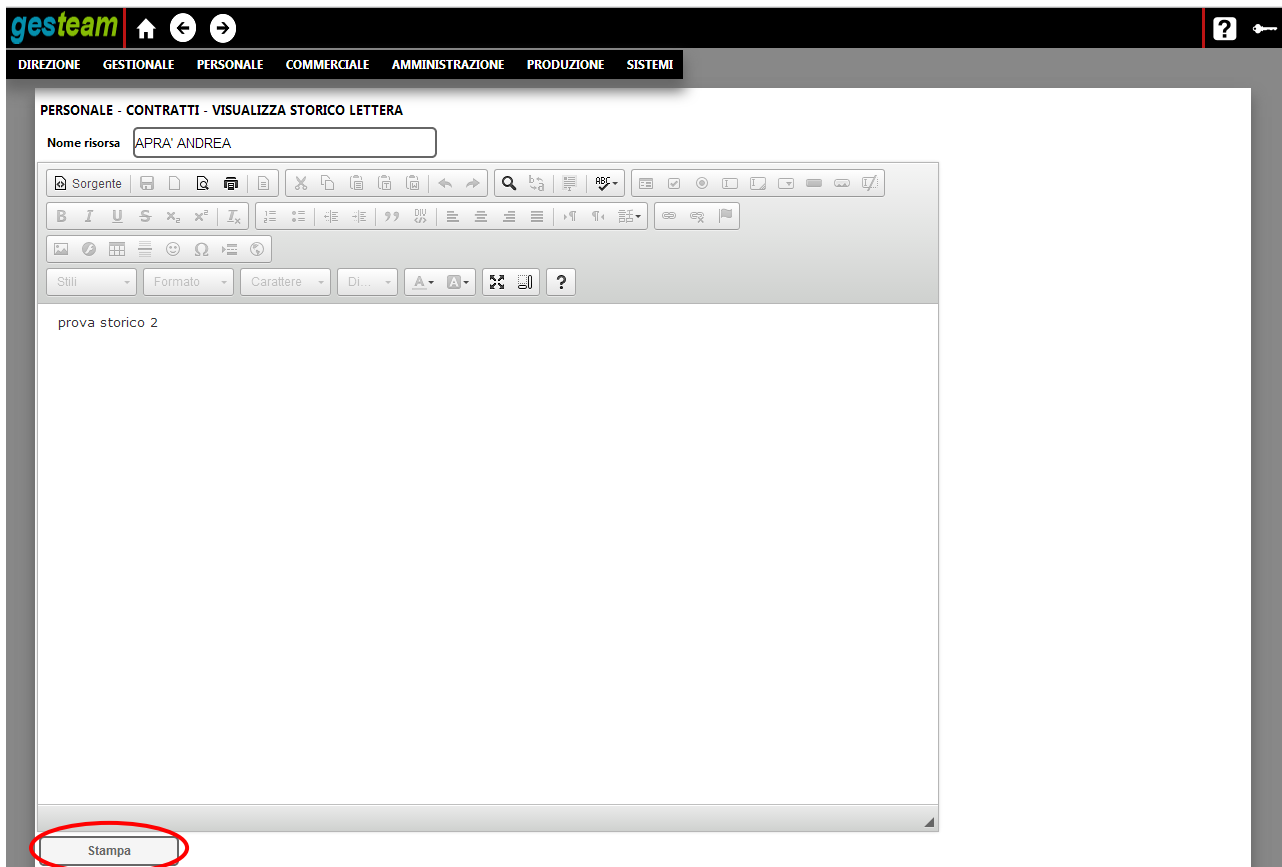 gesteam
DIREZIONE GESTIONALE PERSONALE COMMERCIALE AMMINISTRAZIONE PRODUZIONE SISTEMI
PERSONALE - CONTRATTI - VISUALIZZA STORICO LETTERA
Nome risorsa APRA' ANDREA
Sorgente
Stili Formato Carattere Di...
prova storico 2
Stampa